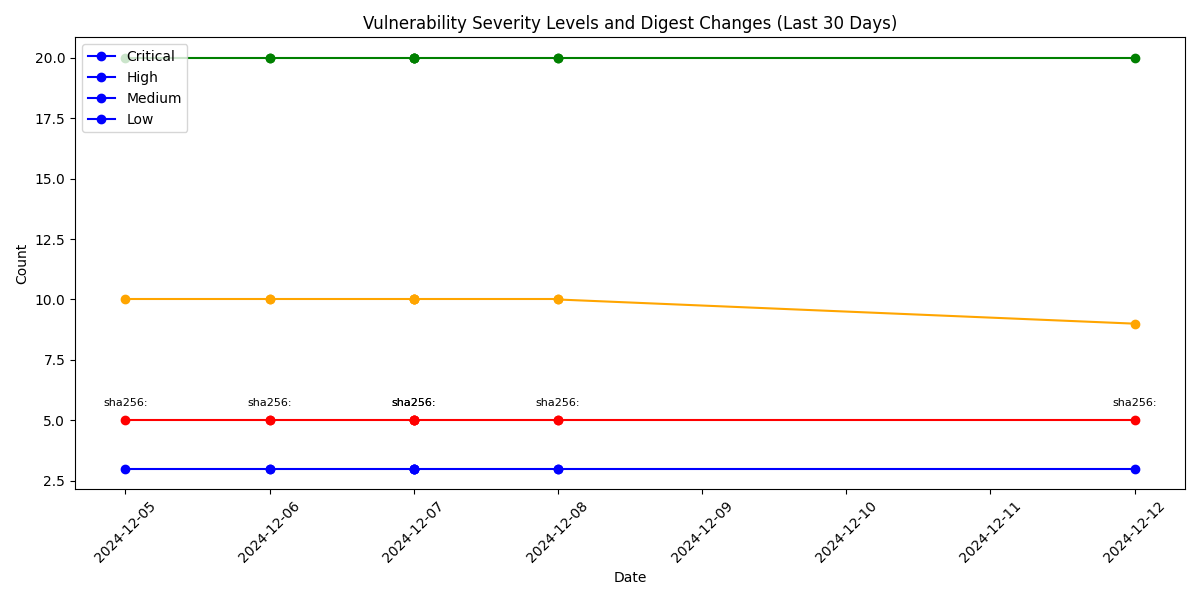 Vulnerability Severity Levels and Digest Changes (Last 30 Days)
Critical
High
Medium
Low
20.0
17.5
15.0
12.5
10.0
7.5
5.0
2.5
Count
sha256:
sha256:
sha256:
sha256:
sha256:
2024-12-05
2024-12-06
2024-12-07
2024-12-08
2024-12-09
2024-12-10
2024-12-11
2024-12-12
Date